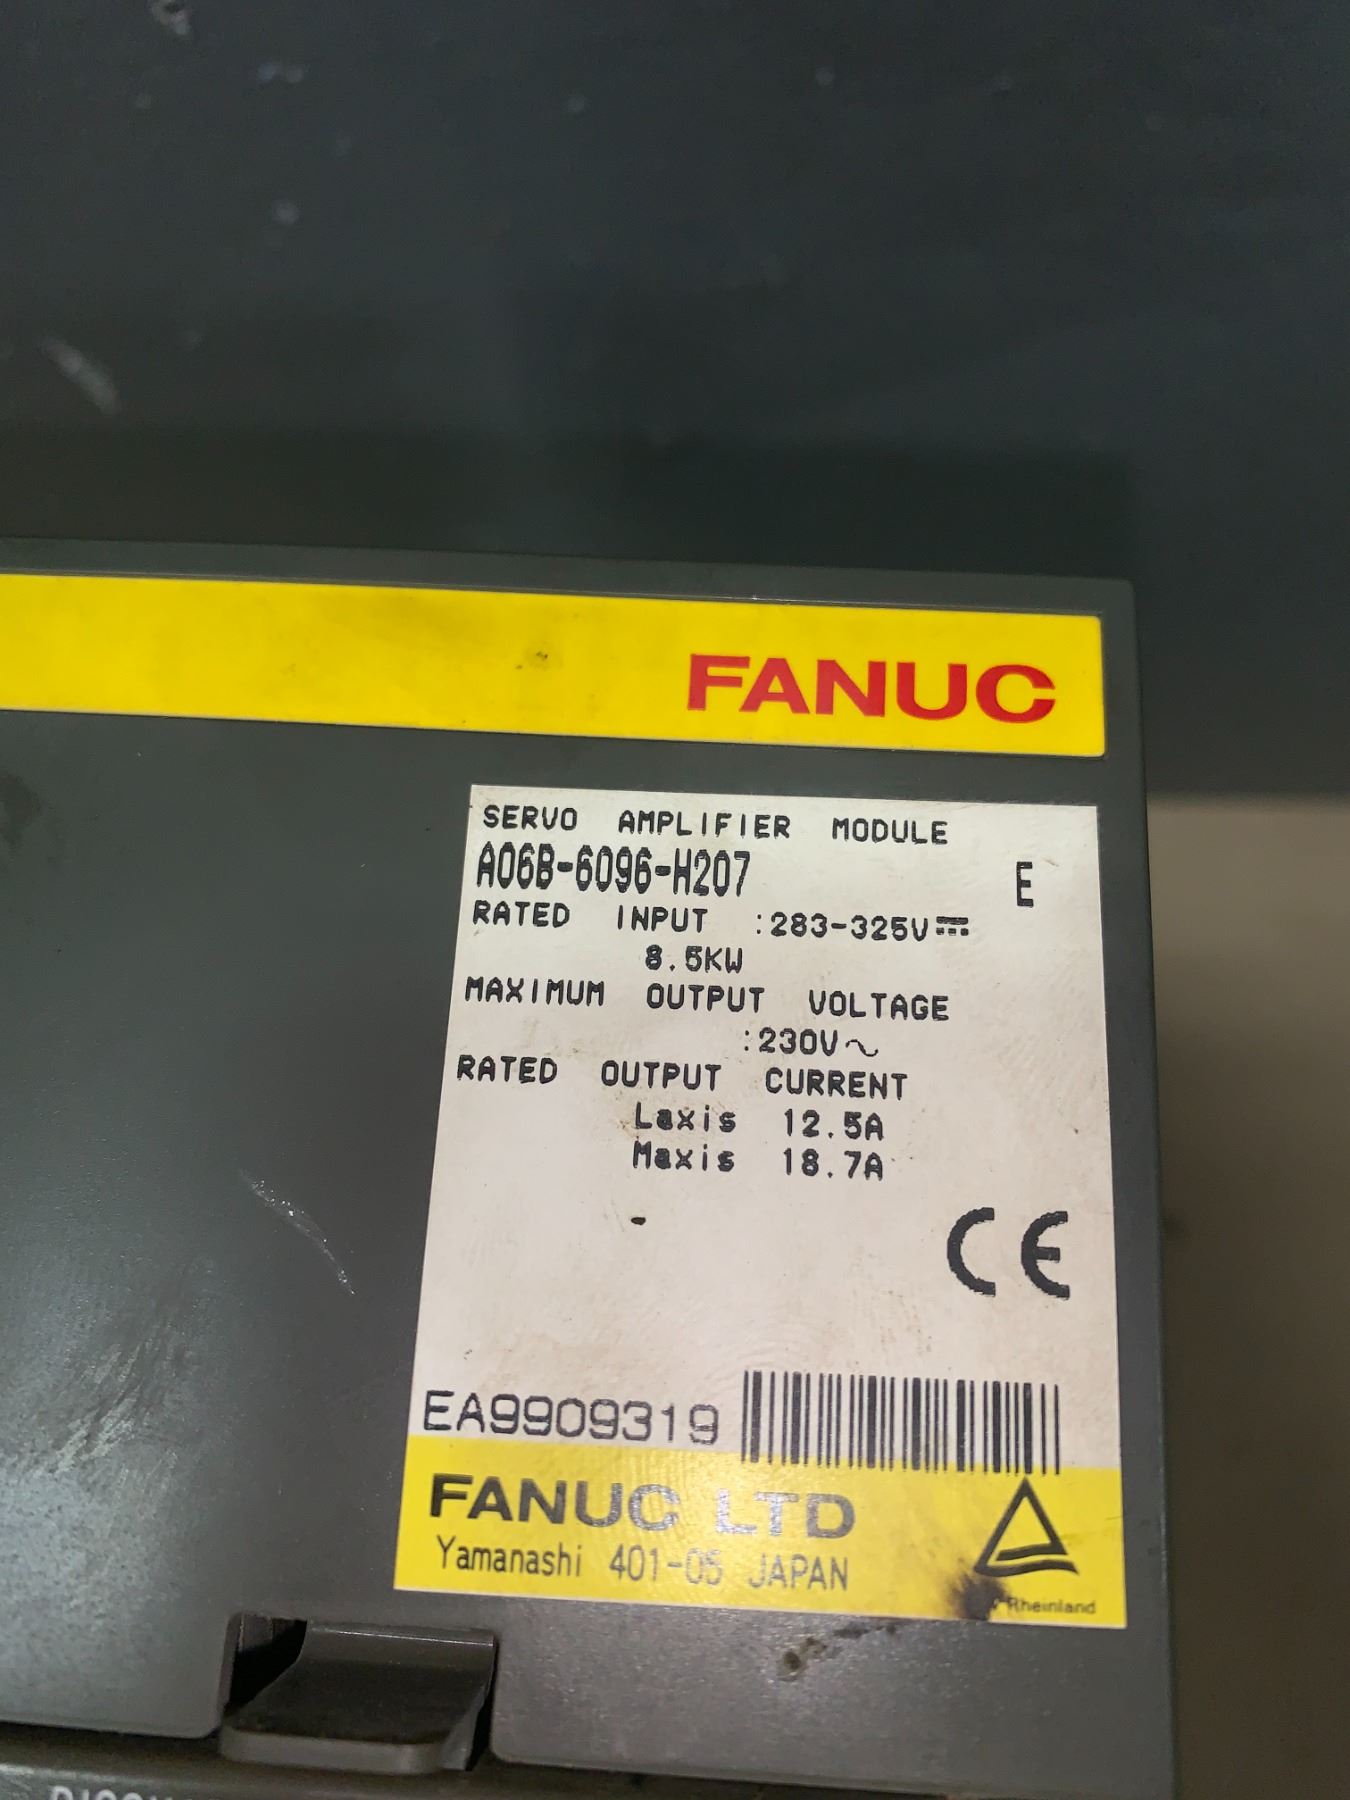 FANUC
SERVO AMPLIFIER MODULE
A06B-6096-H207 E
RATED INPUT :283-325V⎓
8.5KW
MAXIMUM OUTPUT VOLTAGE
:230V~
RATED OUTPUT CURRENT
Laxis 12.5A
Maxis 18.7A
CE
EA9909319
FANUC LTD
Yamanashi 401-05 JAPAN
Rheinland